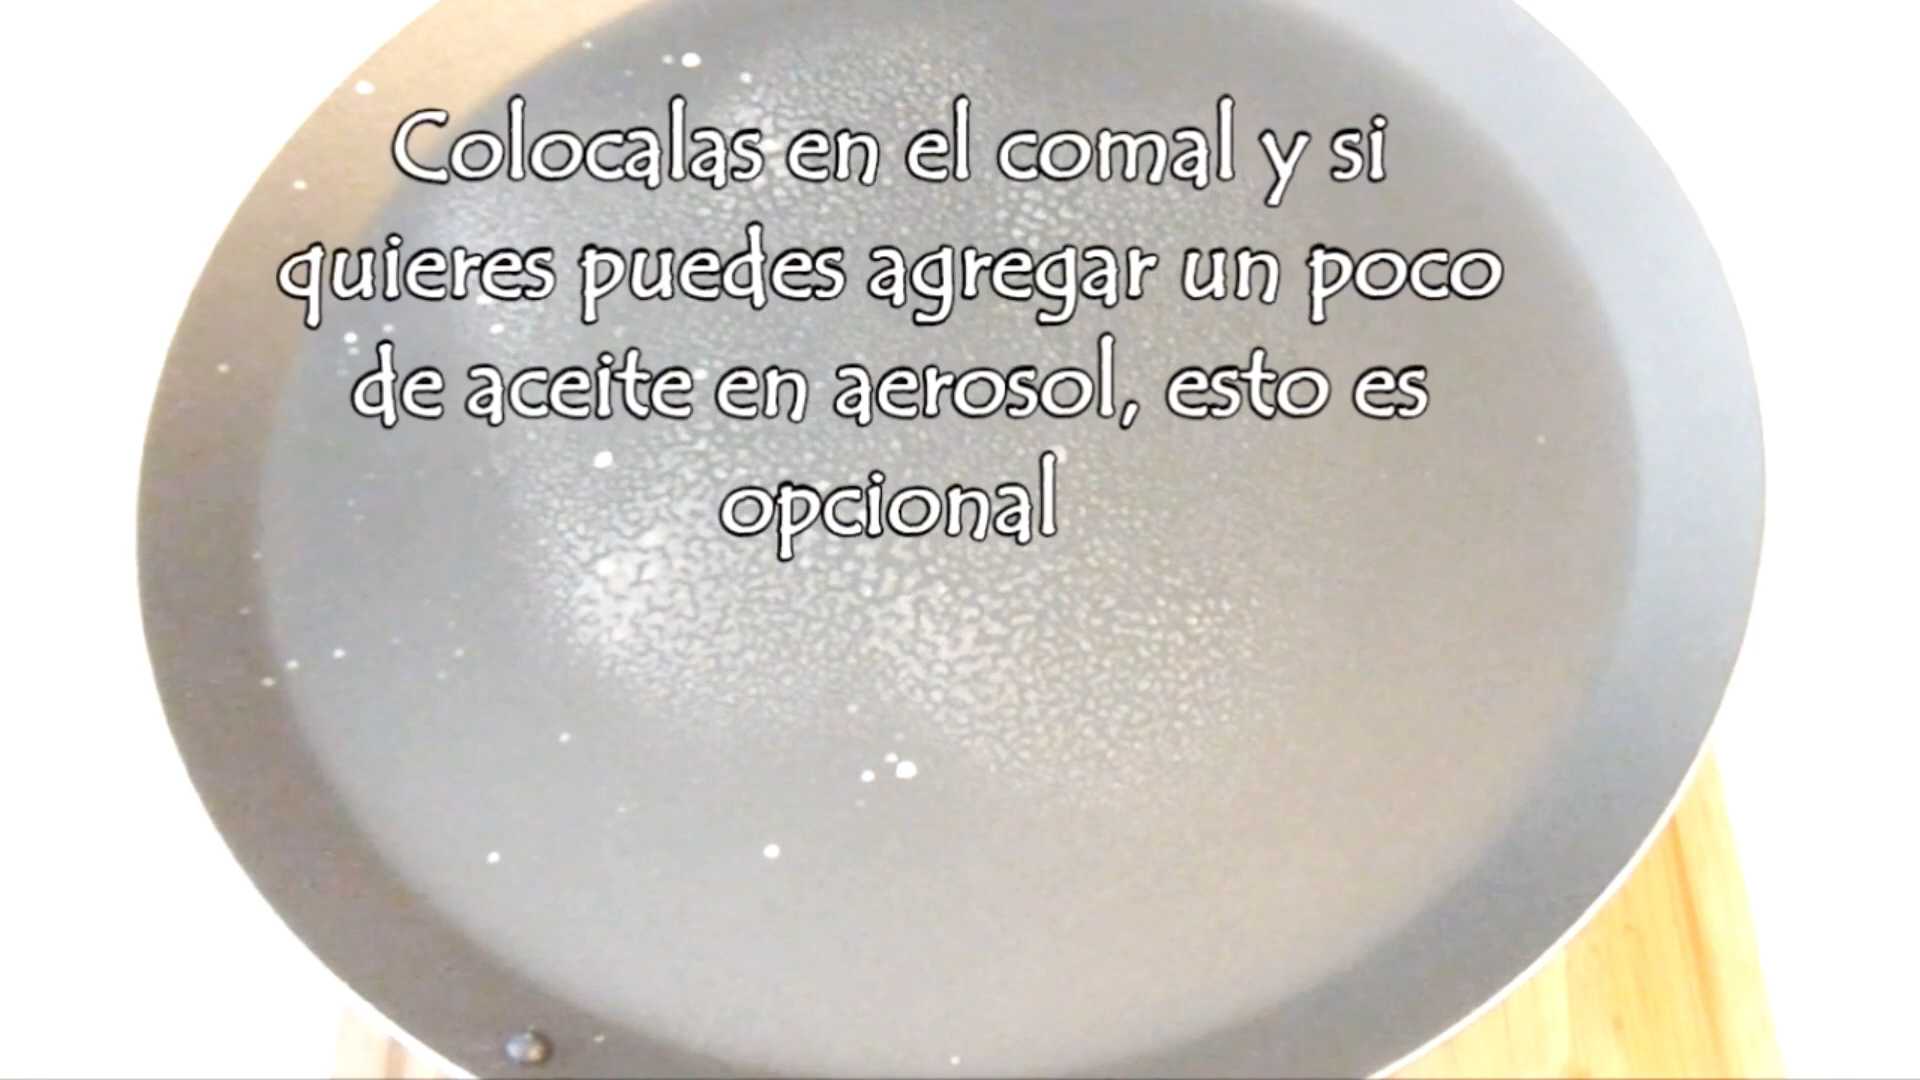 Colocalas en el comal y si
quieres puedes agregar un poco
de aceite en aerosol, esto es
opcional